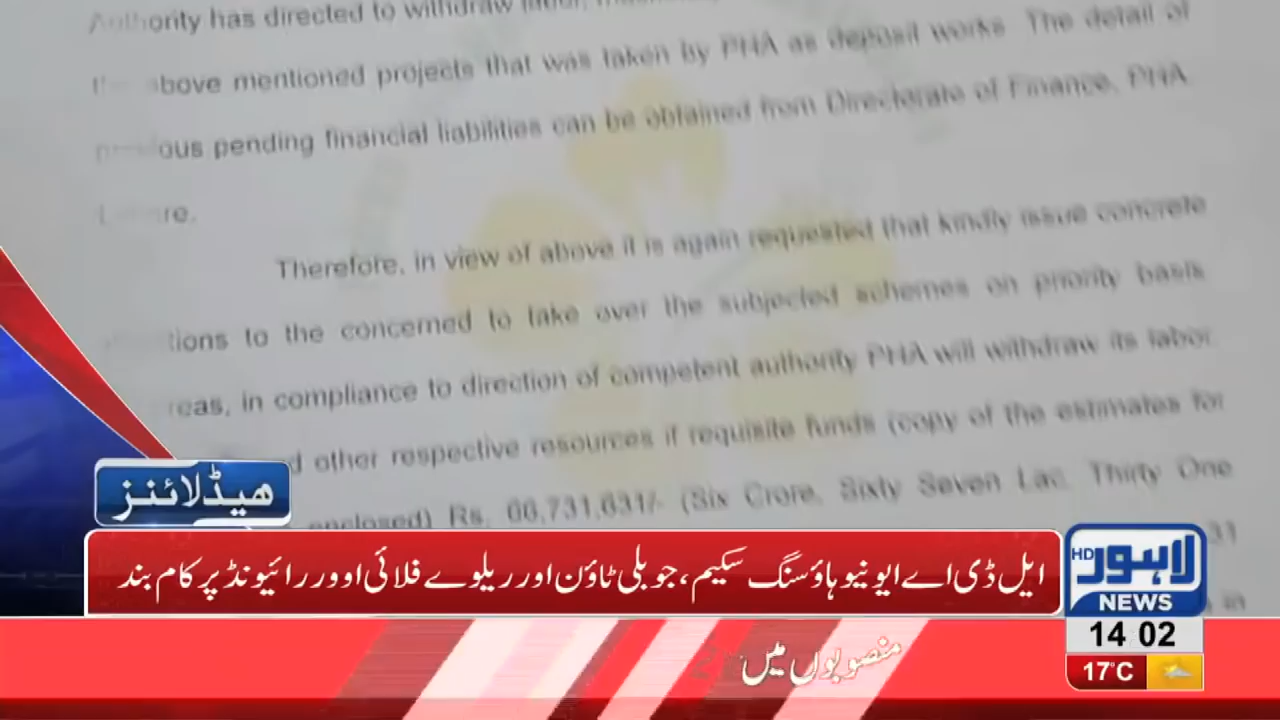 Authority has directed to withdraw labor,
above mentioned projects that was taken by PHA as deposit works. The detail of
pending financial liabilities can be obtained from Directorate of Finance, PHA
Therefore, in view of above it is again requested that kindly issue concrete
to the concerned to take over the subjected schemes on priority basis
in compliance to direction of competent authority PHA will withdraw its labor,
other respective resources if requisite funds (copy of the estimates for
enclosed) Rs. 66,731,631/- (Six Crore, Sixty Seven Lac, Thirty One
31
in
ھیڈلائنز
ایل ڈی اے ایونیو ہاؤسنگ سکیم، جوبلی ٹاؤن اور ریلوے فلائی اوور رائیونڈ پر کام بند
لاہور HD
NEWS
14 02
17°C
منصوبوں میں